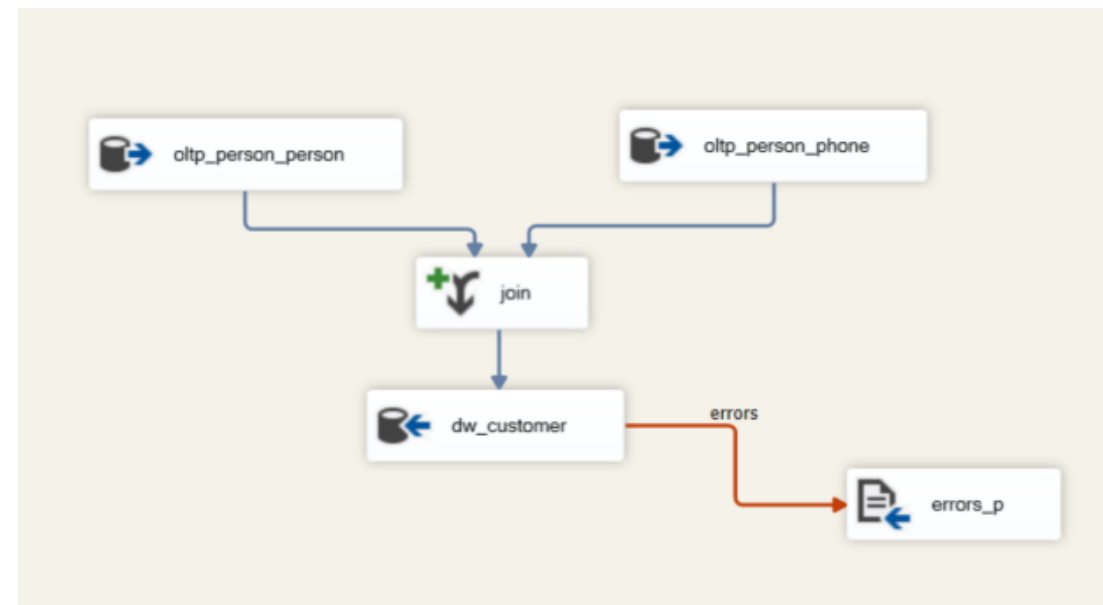 oltp_person_person
oltp_person_phone
join
dw_customer
errors
errors_p